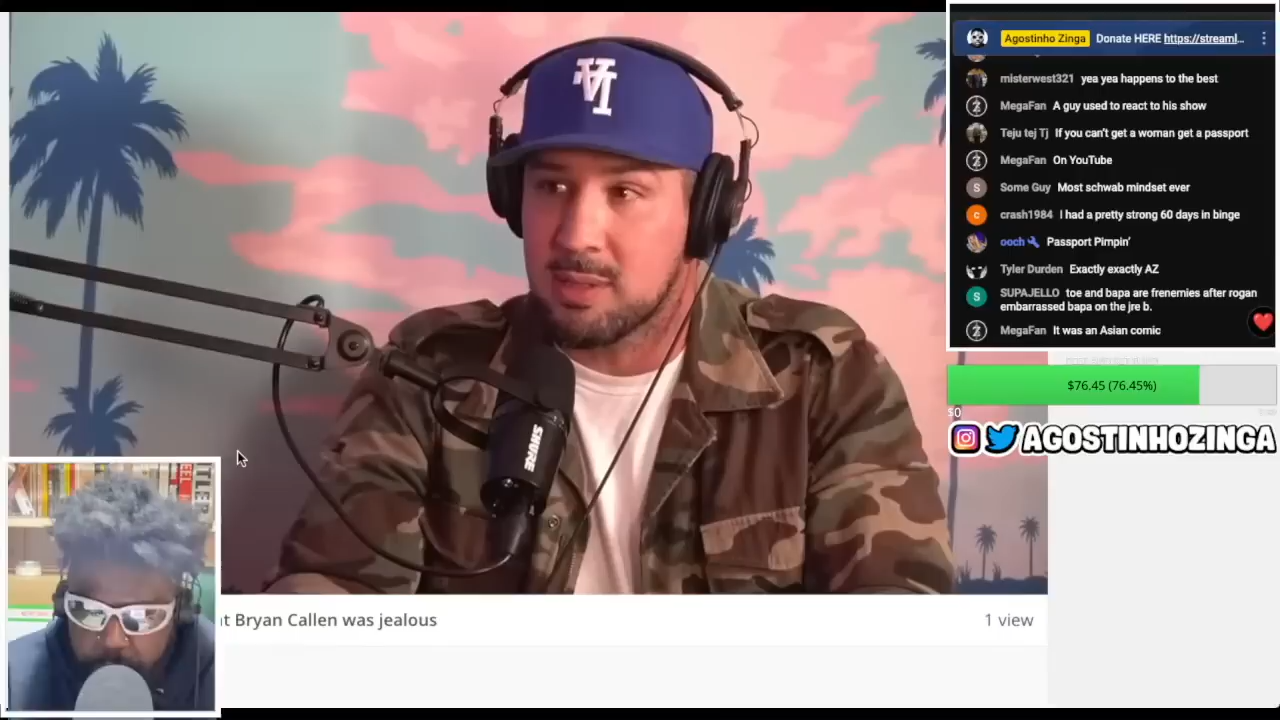 Agostinho Zinga Donate HERE https://streaml...
misterwest321 yea yea happens to the best
MegaFan A guy used to react to his show
Teju tej Tj If you can't get a woman get a passport
MegaFan On YouTube
Some Guy Most schwab mindset ever
crash1984 I had a pretty strong 60 days in binge
ooch Passport Pimpin'
Tyler Durden Exactly exactly AZ
SUPAJELLO toe and bapa are frenemies after rogan
embarrassed bapa on the jre b.
MegaFan It was an Asian comic
$76.45 (76.45%)
$0
AGOSTINHOZINGA
SHURE
t Bryan Callen was jealous
1 view